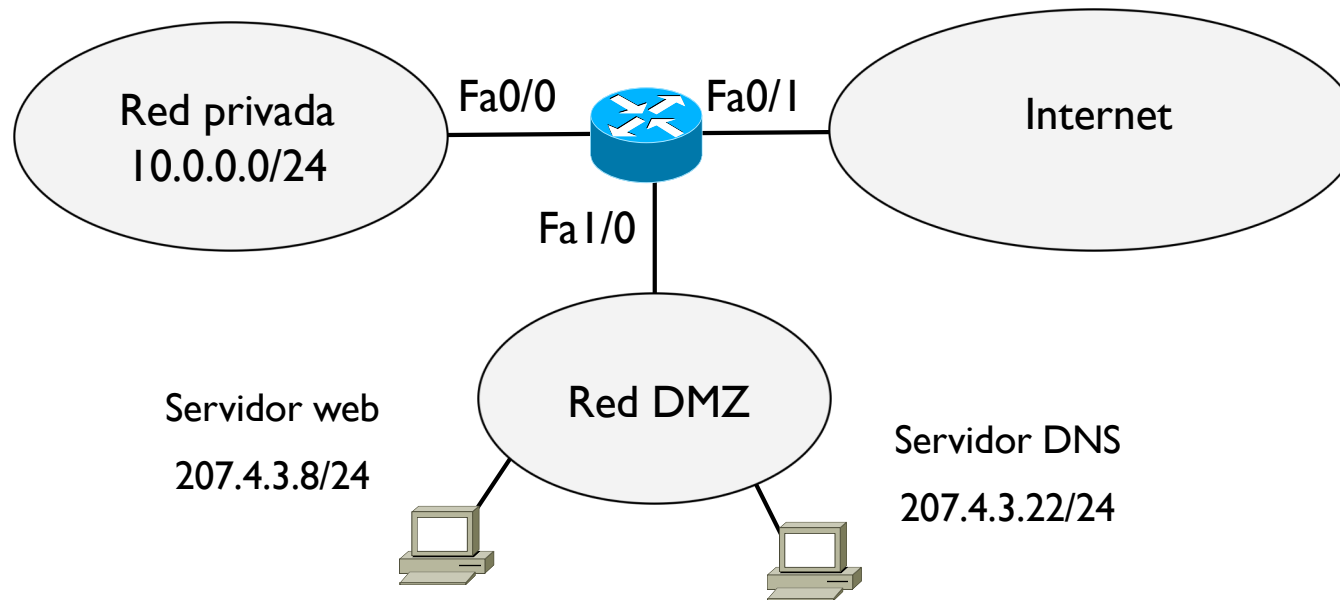 Red privada
10.0.0.0/24
Fa0/0
Fa0/1
Internet
Fa1/0
Red DMZ
Servidor web
207.4.3.8/24
Servidor DNS
207.4.3.22/24